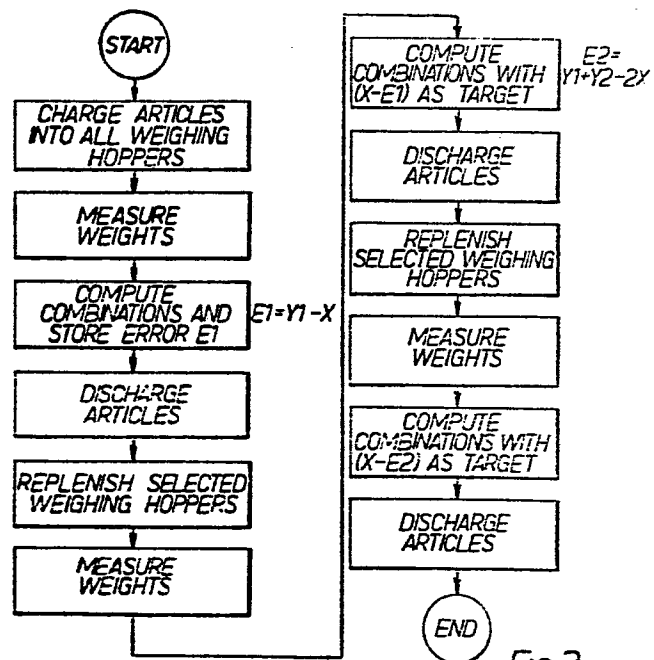 START
CHARGE ARTICLES
INTO ALL WEIGHING
HOPPERS
MEASURE
WEIGHTS
COMPUTE
COMBINATIONS AND
STORE ERROR E1
E1=Y1-X
DISCHARGE
ARTICLES
REPLENISH SELECTED
WEIGHING HOPPERS
MEASURE
WEIGHTS
COMPUTE
COMBINATIONS WITH
(X-E1) AS TARGET
E2=
Y1+Y2-2X
DISCHARGE
ARTICLES
REPLENISH
SELECTED WEIGHING
HOPPERS
MEASURE
WEIGHTS
COMPUTE
COMBINATIONS WITH
(X-E2) AS TARGET
DISCHARGE
ARTICLES
END